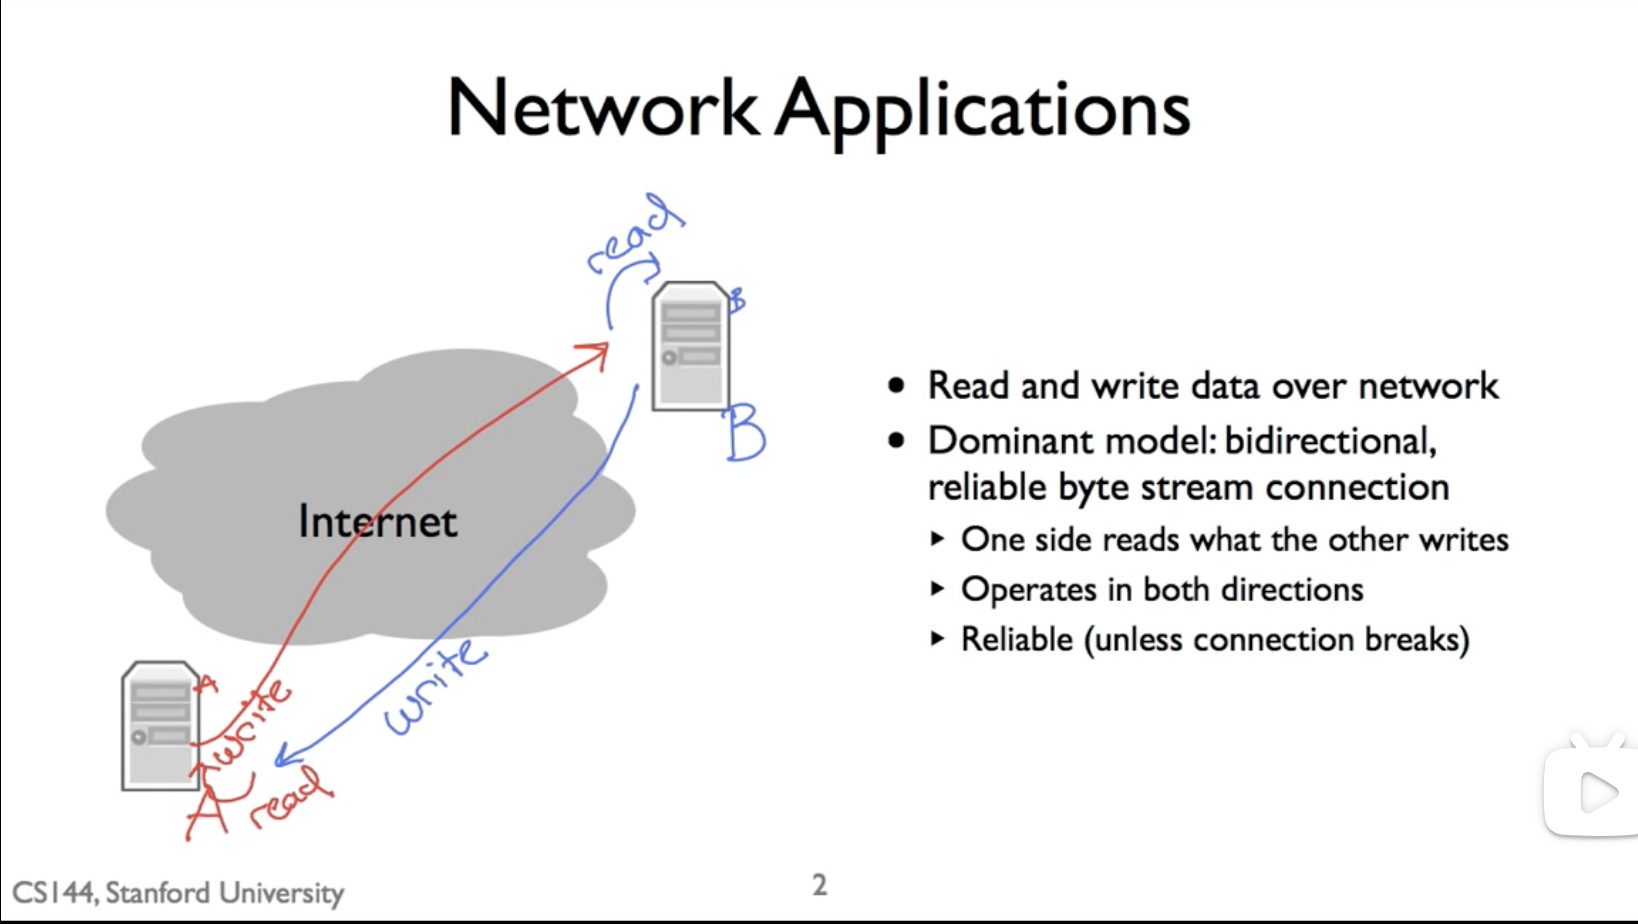 Network Applications
read
B
B
Internet
write
A
write
A
read
• Read and write data over network
• Dominant model: bidirectional,
reliable byte stream connection
▸ One side reads what the other writes
▸ Operates in both directions
▸ Reliable (unless connection breaks)
CS144, Stanford University
2